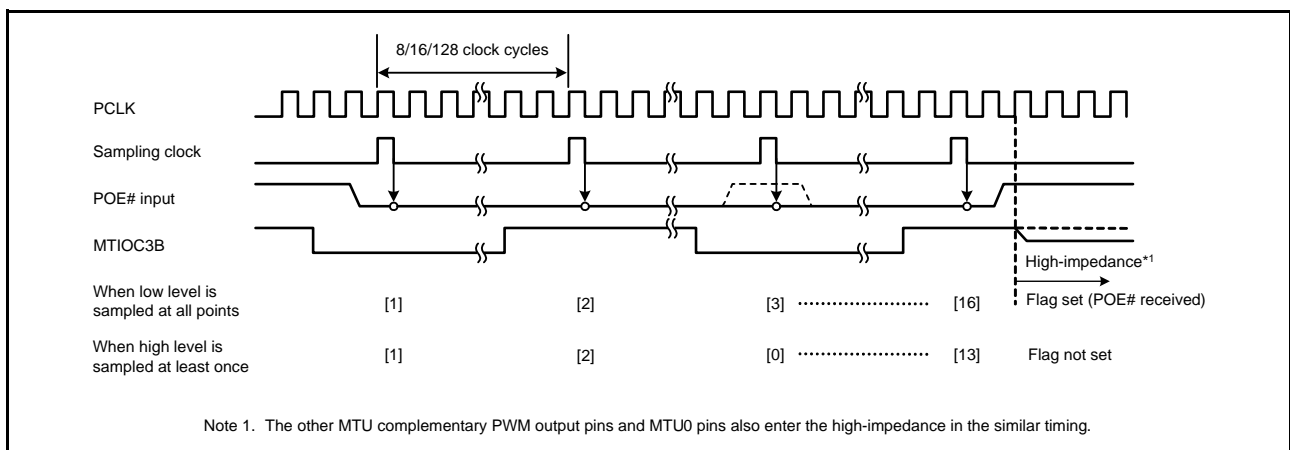 8/16/128 clock cycles
PCLK
Sampling clock
POE# input
MTIOC3B
High-impedance*1
When low level is
sampled at all points
[1] [2] [3] [16] Flag set (POE# received)
When high level is
sampled at least once
[1] [2] [0] [13] Flag not set
Note 1. The other MTU complementary PWM output pins and MTU0 pins also enter the high-impedance in the similar timing.